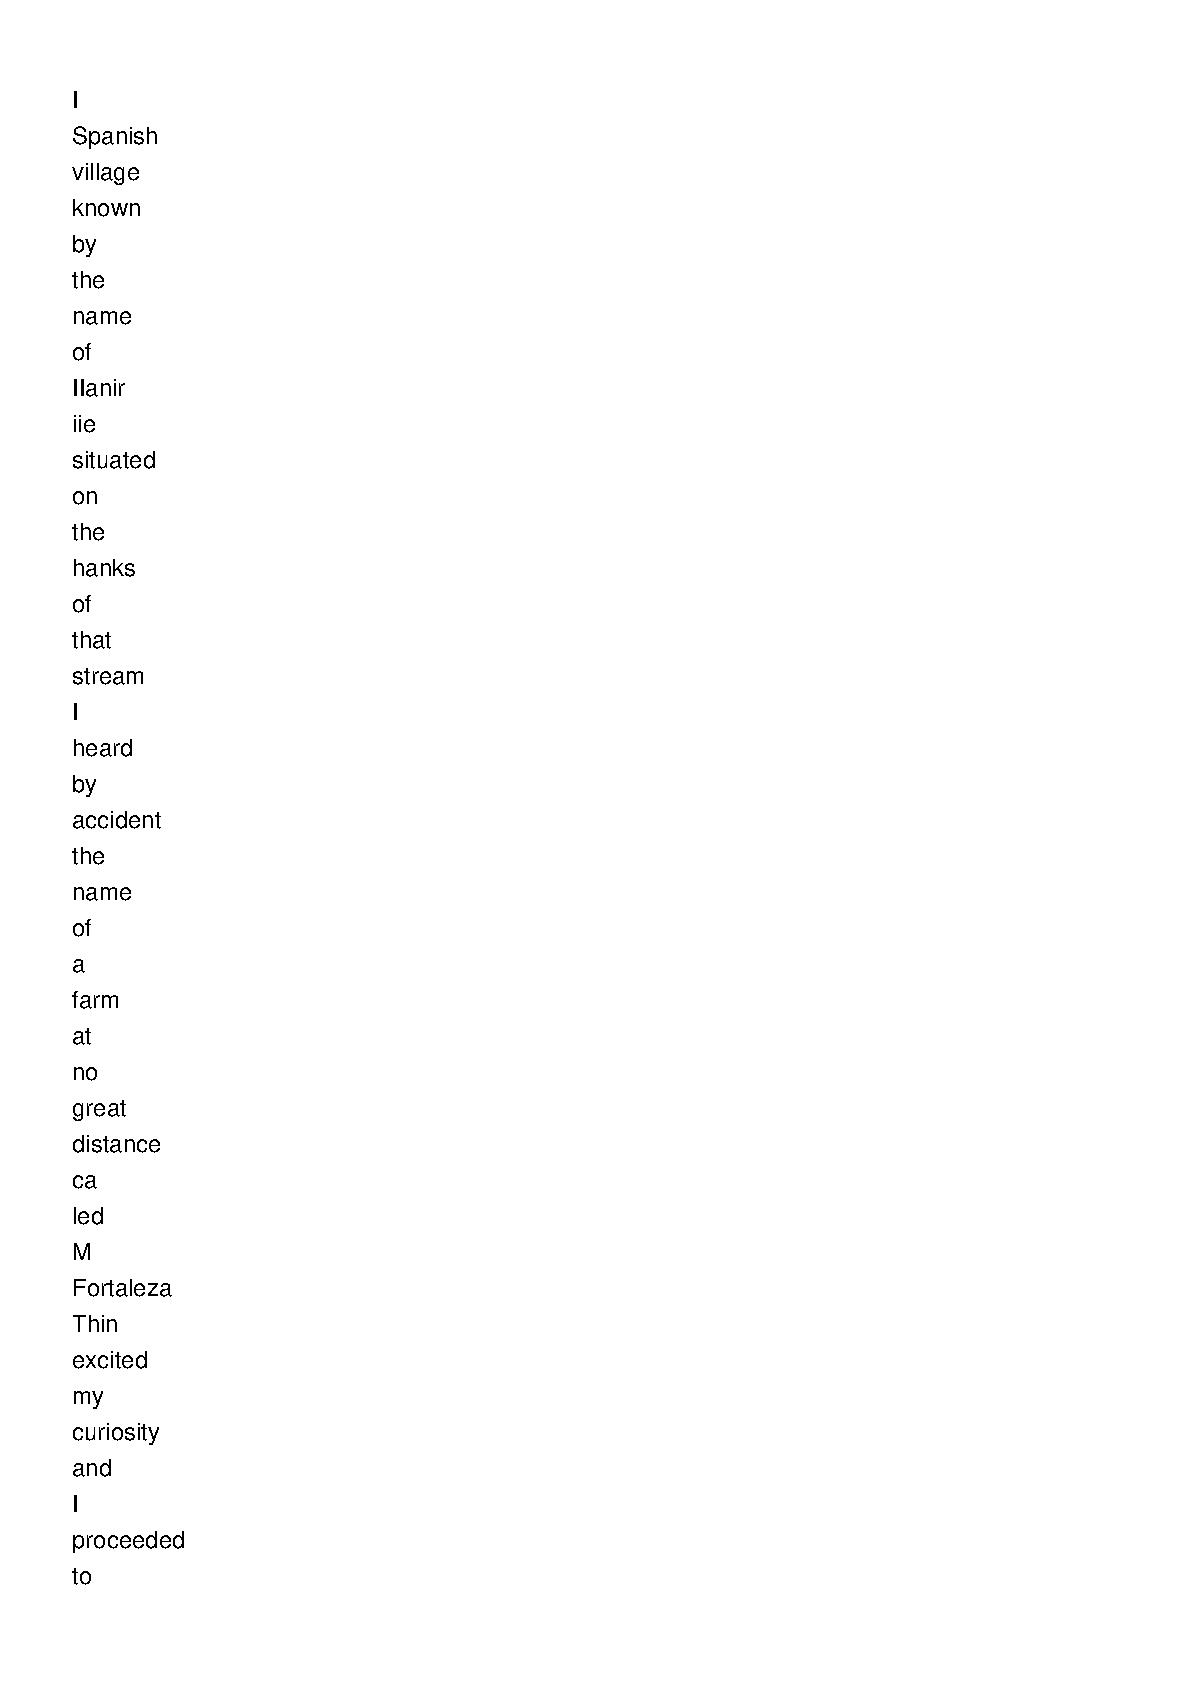 I
Spanish
village
known
by
the
name
of
IIanir
iie
situated
on
the
hanks
of
that
stream
I
heard
by
accident
the
name
of
a
farm
at
no
great
distance
ca
led
M
Fortaleza
Thin
excited
my
curiosity
and
I
proceeded
to